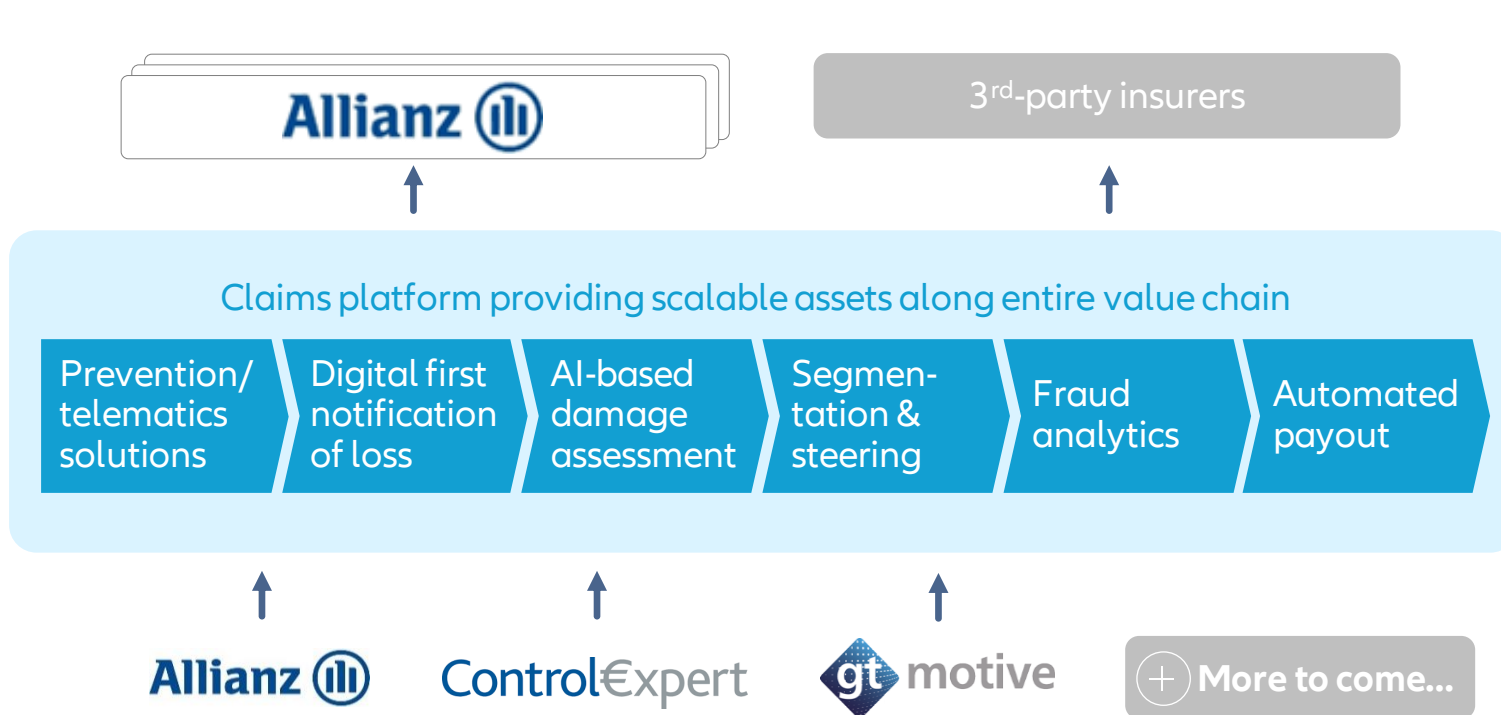 Allianz
3rd-party insurers
Claims platform providing scalable assets along entire value chain
Prevention/
telematics
solutions
Digital first
notification
of loss
AI-based
damage
assessment
Segmen-
tation &
steering
Fraud
analytics
Automated
payout
Allianz
Control€xpert
gt motive
+ More to come...